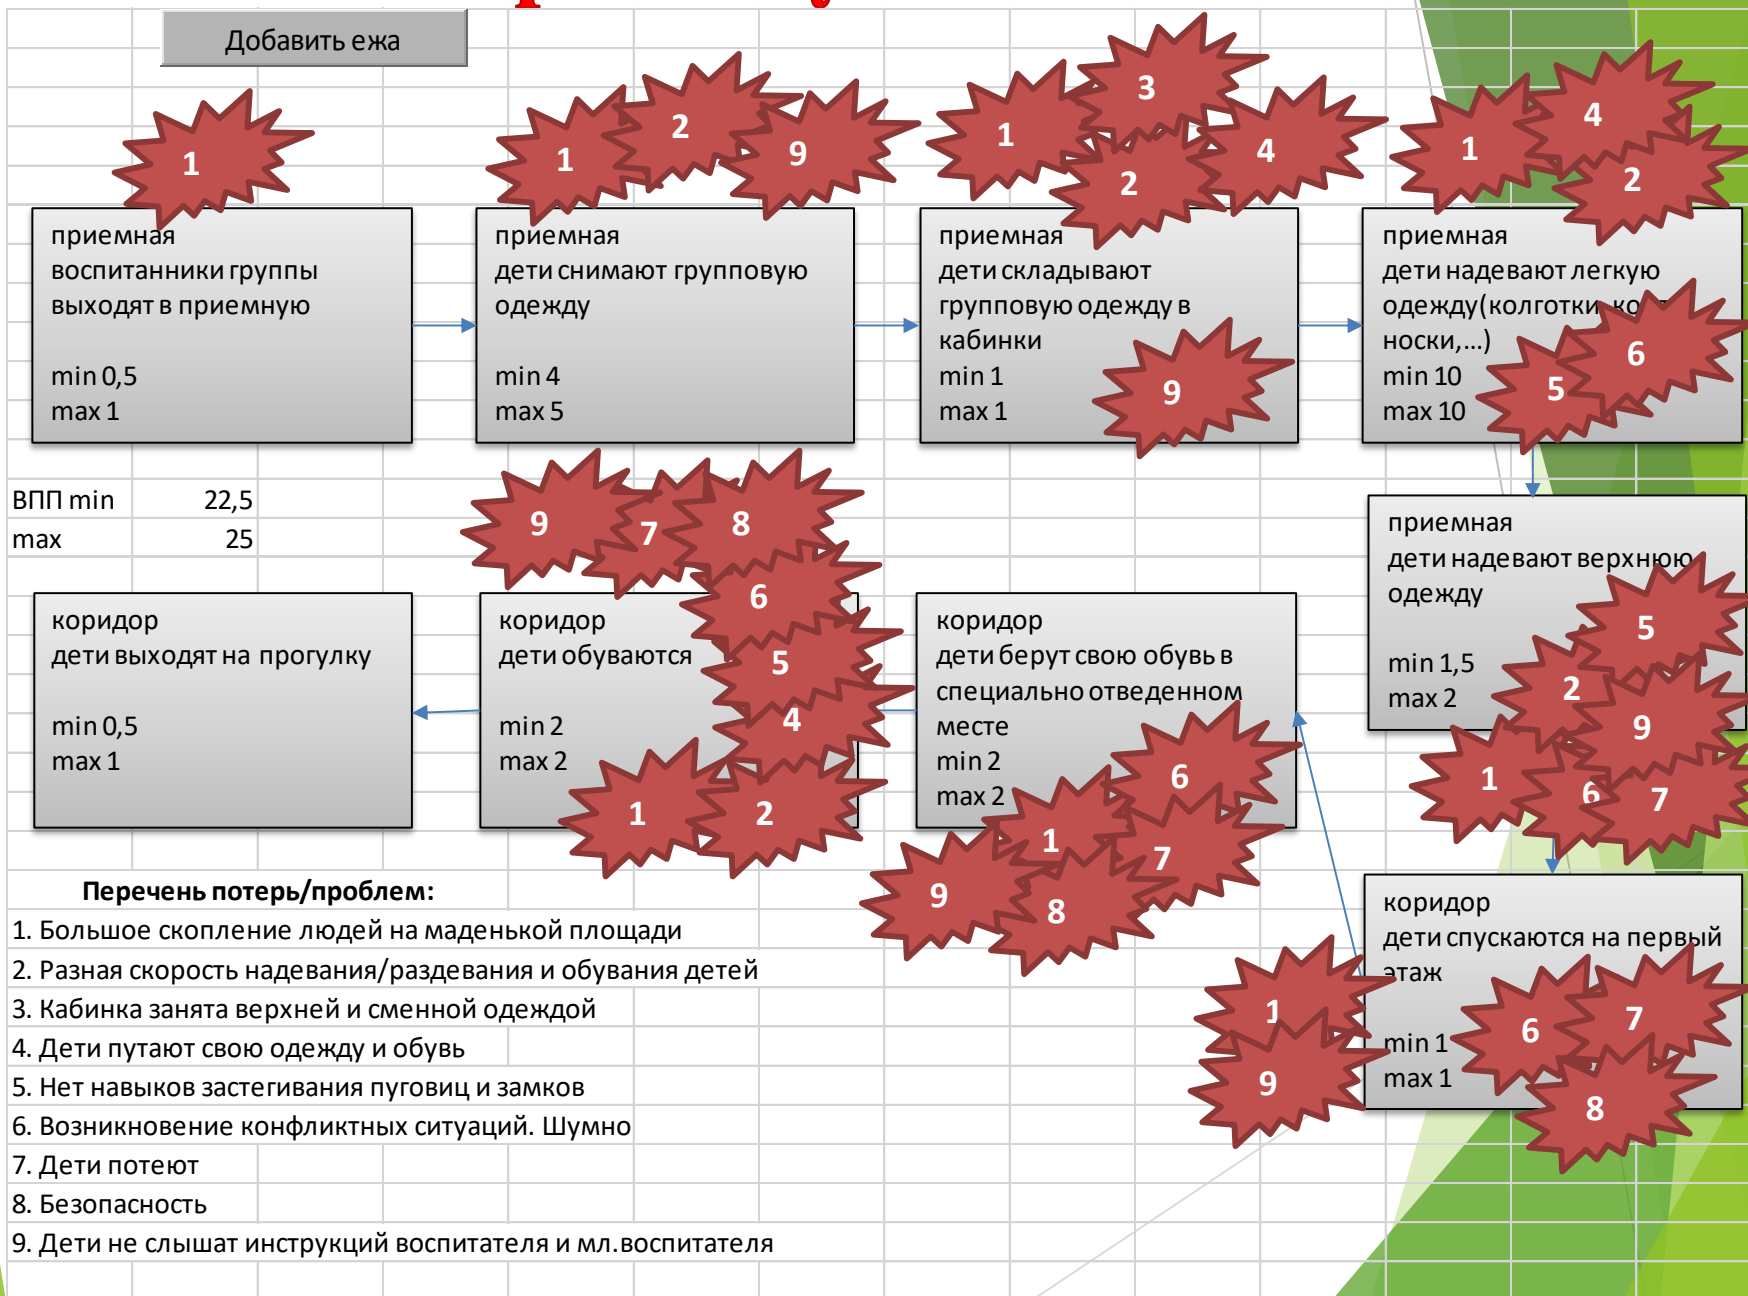 Добавить ежа
1
1
2
9
1
3
2
4
1
4
2
приемная
воспитанники группы
выходят в приемную
min 0,5
max 1
приемная
дети снимают групповую
одежду
min 4
max 5
приемная
дети складывают
групповую одежду в
кабинки
min 1
max 1
9
приемная
дети надевают легкую
одежду(колготки,
носки,...)
min 10
max 10
5
6
ВПП min 22,5
max 25
приемная
дети надевают верхнюю
одежду
min 1,5
max 2
5
2
9
1
6
7
коридор
дети спускаются на первый
этаж
min 1
max 1
6
7
8
1
9
коридор
дети берут свою обувь в
специально отведенном
месте
min 2
max 2
6
1
7
9
8
коридор
дети обуваются
min 2
max 2
9
7
8
6
5
4
1
2
коридор
дети выходят на прогулку
min 0,5
max 1
Перечень потерь/проблем:
1. Большое скопление людей на маденькой площади
2. Разная скорость надевания/раздевания и обувания детей
3. Кабинка занята верхней и сменной одеждой
4. Дети путают свою одежду и обувь
5. Нет навыков застегивания пуговиц и замков
6. Возникновение конфликтных ситуаций. Шумно
7. Дети потеют
8. Безопасность
9. Дети не слышат инструкций воспитателя и мл.воспитателя